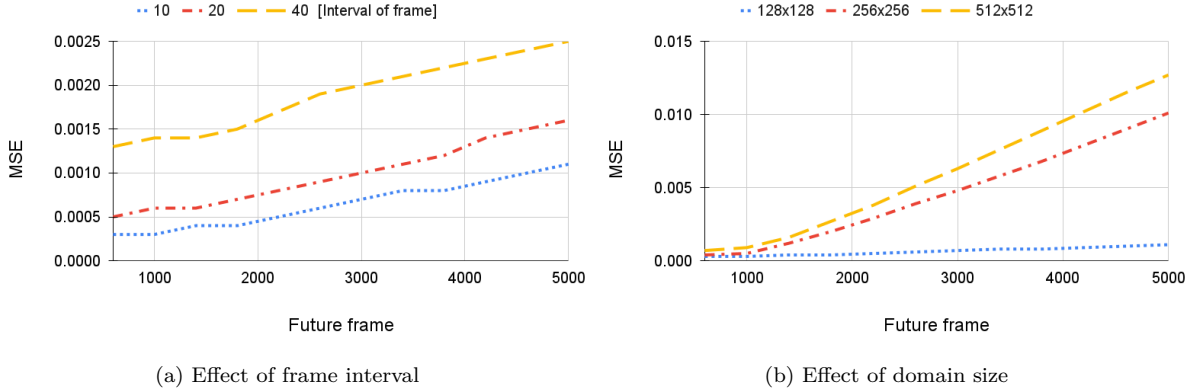 10 20 40 [Interval of frame]
0.0025
0.0020
0.0015
0.0010
0.0005
0.0000
MSE
1000 2000 3000 4000 5000
Future frame
(a) Effect of frame interval
128x128 256x256 512x512
0.015
0.010
0.005
0.000
MSE
1000 2000 3000 4000 5000
Future frame
(b) Effect of domain size